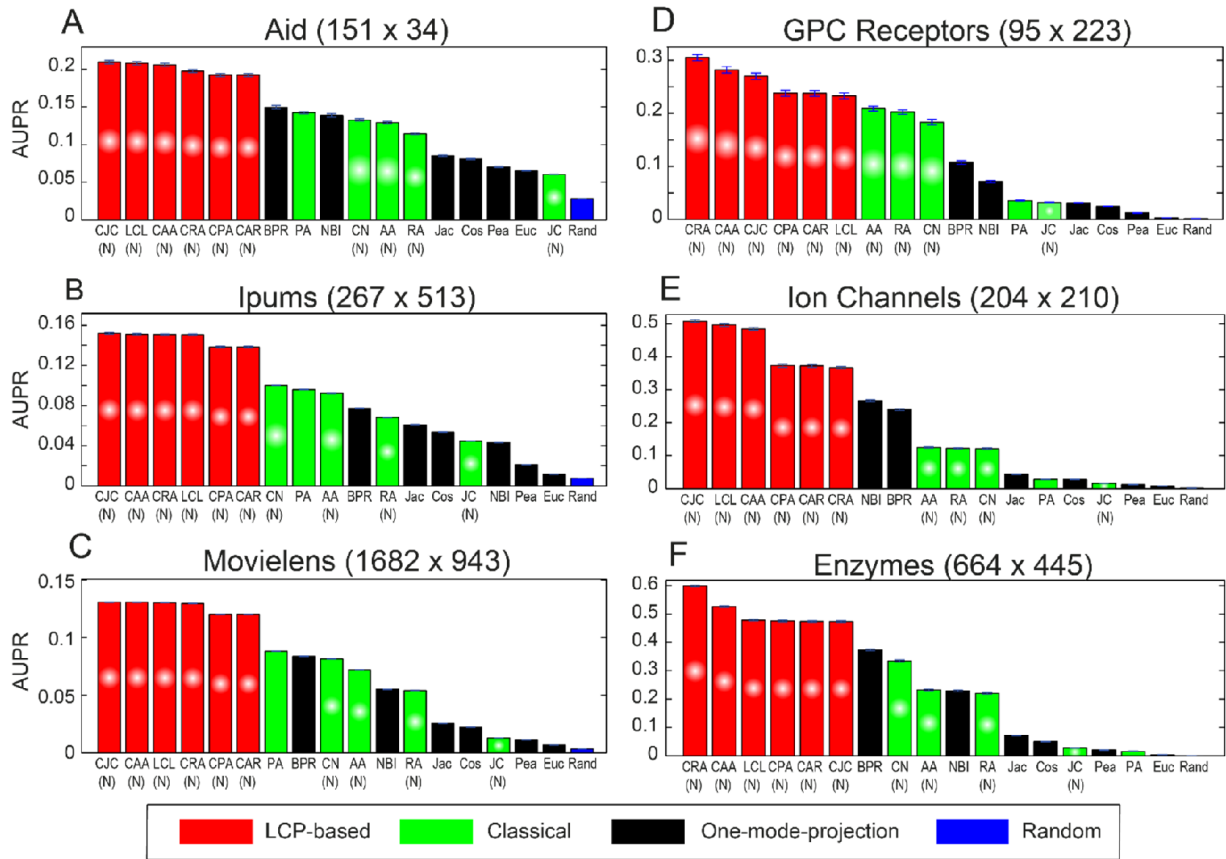 A
Aid (151 x 34)
AUPR
0.2
0.15
0.1
0.05
0
CJC LCL CAA CRA CPA CAR BPR PA NBI CN AA RA Jac Cos Pea Euc JC Rand
(N) (N) (N) (N) (N) (N) (N) (N) (N) (N)
B
Ipums (267 x 513)
AUPR
0.16
0.12
0.08
0.04
0
CJC CAA CRA LCL CPA CAR CN PA AA BPR RA Jac Cos JC NBI Pea Euc Rand
(N) (N) (N) (N) (N) (N) (N) (N) (N) (N)
C
Movielens (1682 x 943)
AUPR
0.15
0.1
0.05
0
CJC CAA LCL CRA CPA CAR PA BPR CN AA NBI RA Jac Cos JC Pea Euc Rand
(N) (N) (N) (N) (N) (N) (N) (N) (N) (N)
D
GPC Receptors (95 x 223)
0.3
0.2
0.1
0
CRA CAA CJC CPA CAR LCL AA RA CN BPR NBI PA JC Jac Cos Pea Euc Rand
(N) (N) (N) (N) (N) (N) (N) (N) (N) (N)
E
Ion Channels (204 x 210)
0.5
0.4
0.3
0.2
0.1
0
CJC LCL CAA CPA CAR CRA NBI BPR AA RA CN Jac PA Cos JC Pea Euc Rand
(N) (N) (N) (N) (N) (N) (N) (N) (N) (N)
F
Enzymes (664 x 445)
0.6
0.5
0.4
0.3
0.2
0.1
0
CRA CAA LCL CPA CAR CJC BPR CN AA NBI RA Jac Cos JC Pea PA Euc Rand
(N) (N) (N) (N) (N) (N) (N) (N) (N) (N)
LCP-based Classical One-mode-projection Random